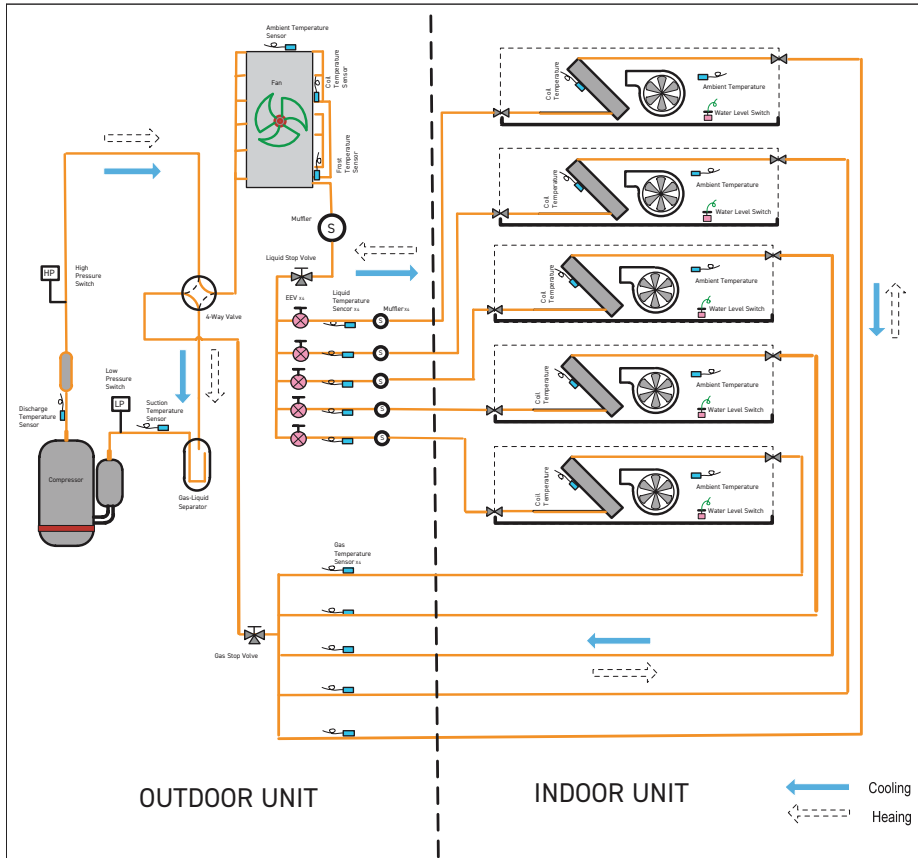 Ambient Temperature
Sensor
Fan
Coil
Temperature
Sensor
Frost
Temperature
Sensor
Muffler
S
Liquid Stop Volve
EEV x4
Liquid
Temperature
Sencor x4
Muffler x4
S
S
S
S
S
HP
High
Pressure
Switch
4-Way Valve
Low
Pressure
Switch
LP
Suction
Temperature
Sensor
Discharge
Temperature
Sensor
Compressor
Gas-Liquid
Separator
Gas
Temperature
Sensor x4
Gas Stop Volve
Coil
Temperature
Ambient Temperature
Water Level Switch
Coil
Temperature
Ambient Temperature
Water Level Switch
Coil
Temperature
Ambient Temperature
Water Level Switch
Coil
Temperature
Ambient Temperature
Water Level Switch
Coil
Temperature
Ambient Temperature
Water Level Switch
OUTDOOR UNIT
INDOOR UNIT
Cooling
Heaing